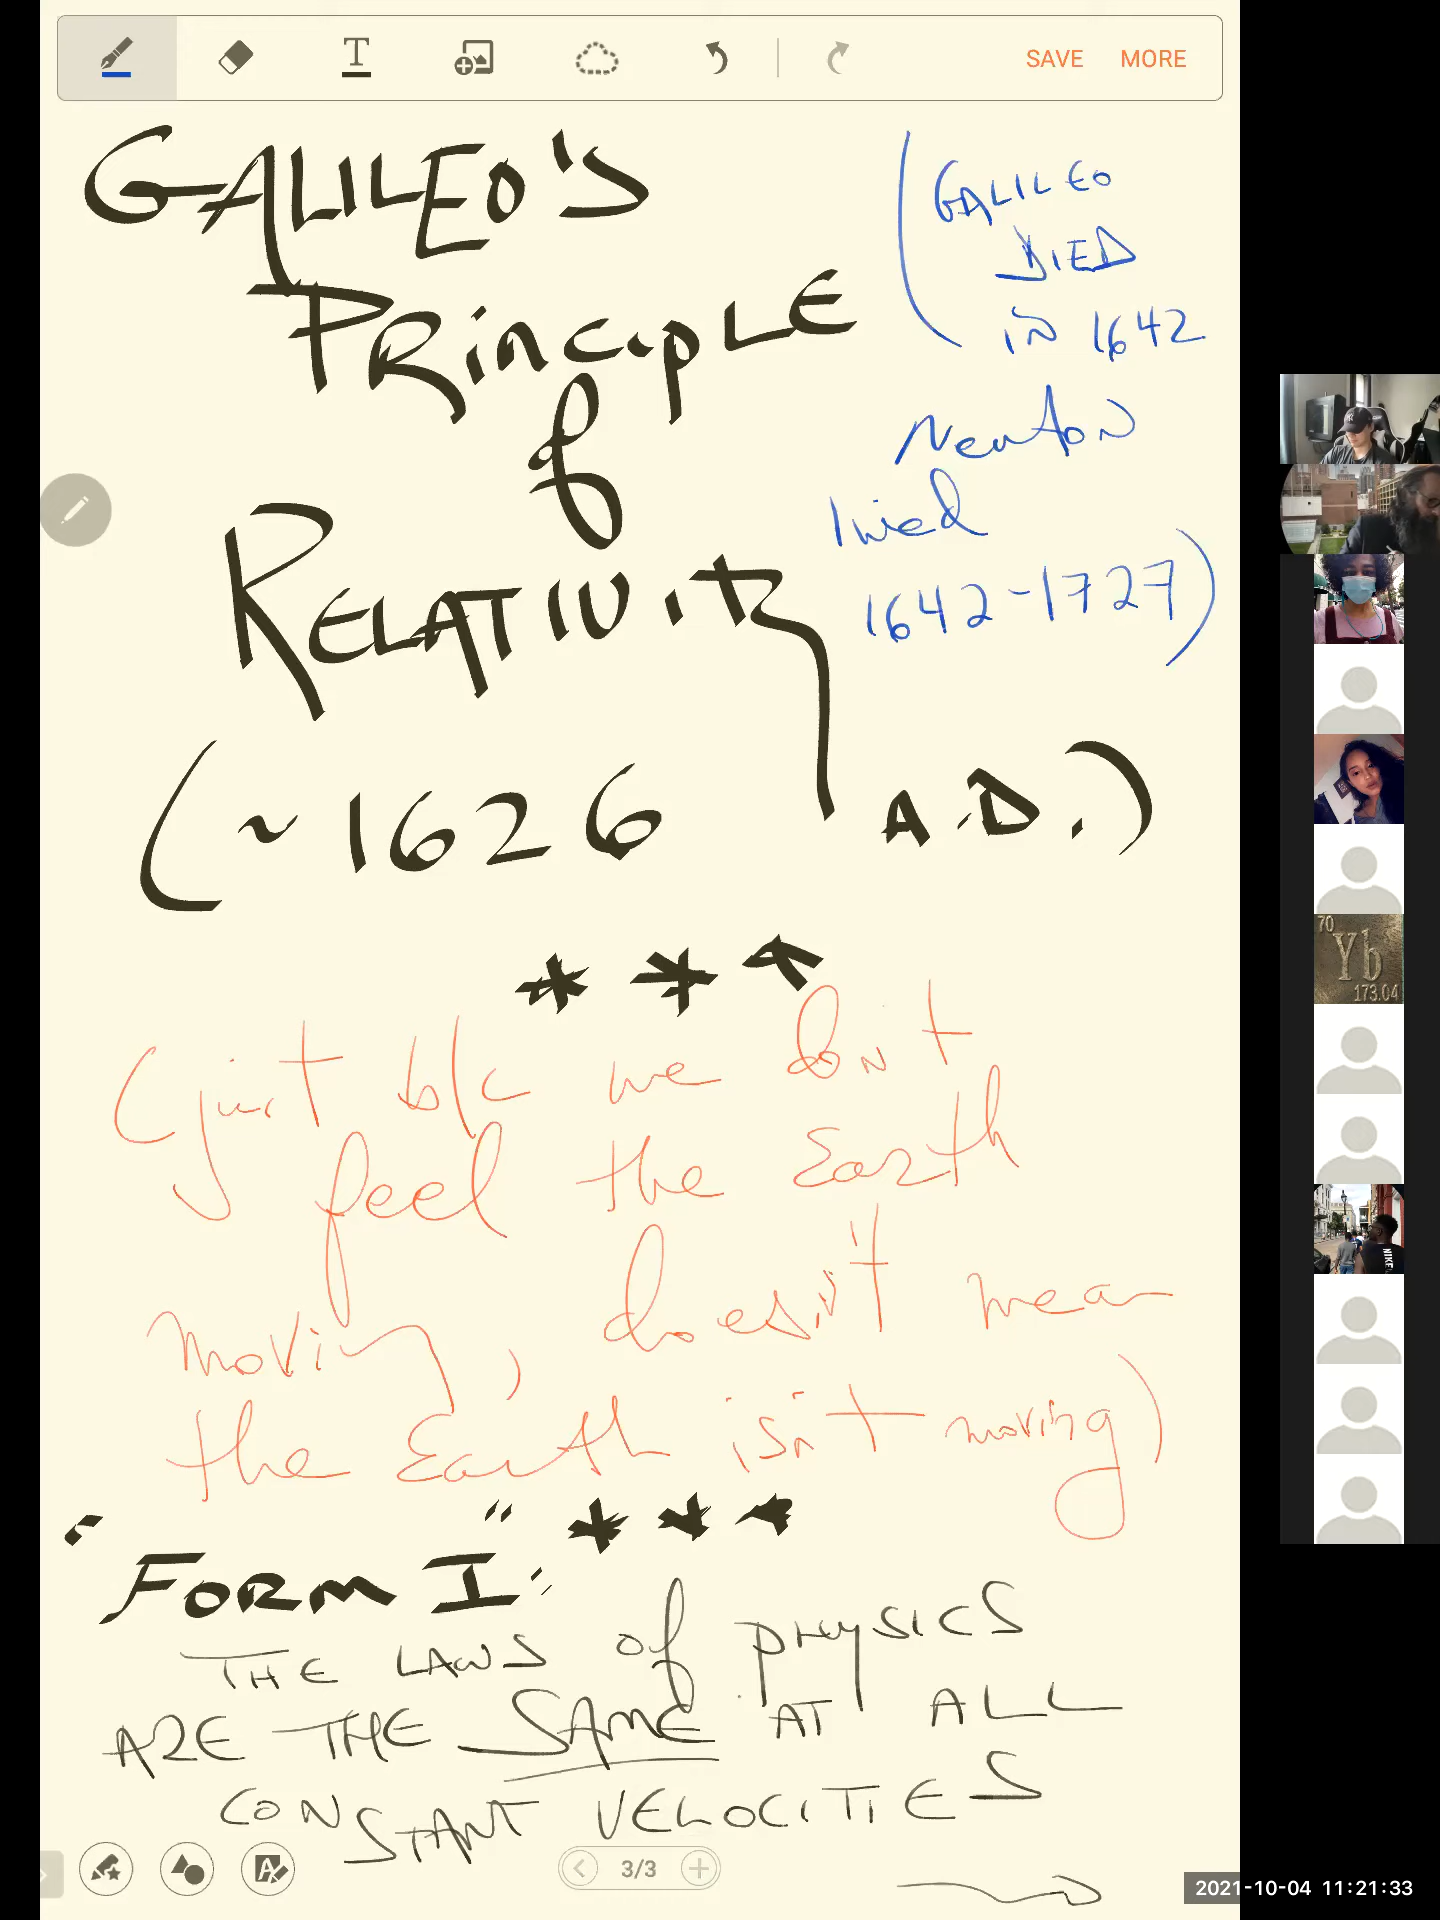 SAVE MORE
GALILEO'S
PRINCIPLE
of
RELATIVITY
(~1626 A.D.)
(GALILEO
DIED
IN 1642
Newton
lived
1642-1727)
* * *
(just b/c we don't
feel the Earth
moving, doesn't mean
the Earth isn't moving)
* * *
"FORM I":
THE LAWS of PHYSICS
ARE THE SAME AT ALL
CONSTANT VELOCITIES
3/3
70
Yb
173.04
NIKE
2021-10-04 11:21:33